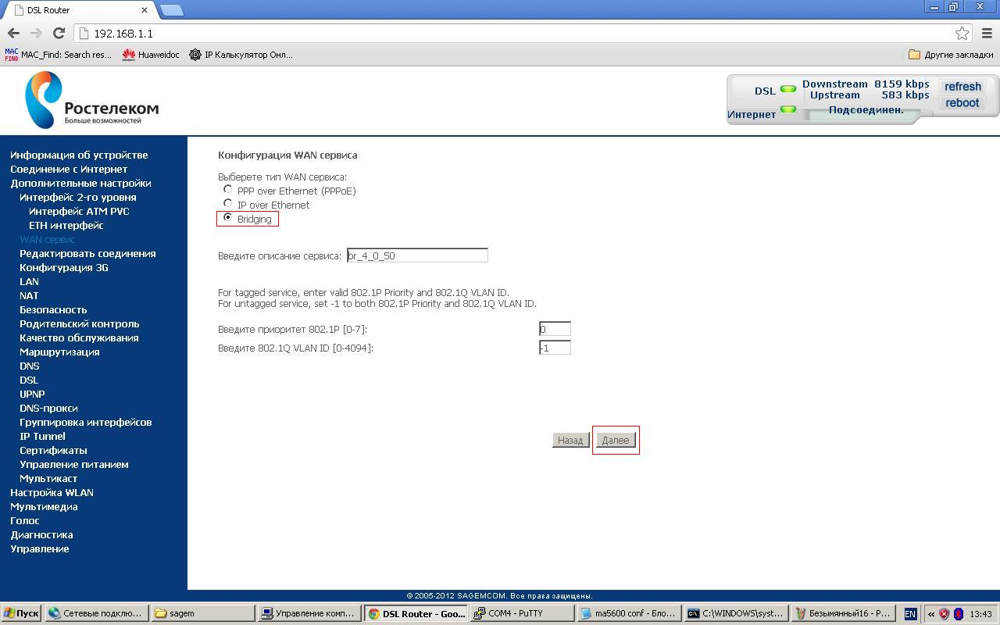 DSL Router
192.168.1.1
MAC FIND MAC_Find: Search res... Huaweidoc IP Калькулятор Онл... Другие закладки
Ростелеком
Больше возможностей
DSL Downstream 8159 kbps
Upstream 583 kbps
Интернет Подсоединен.
refresh
reboot
Информация об устройстве
Соединение с Интернет
Дополнительные настройки
Интерфейс 2-го уровня
Интерфейс ATM PVC
ETH интерфейс
WAN сервис
Редактировать соединения
Конфигурация 3G
LAN
NAT
Безопасность
Родительский контроль
Качество обслуживания
Маршрутизация
DNS
DSL
UPNP
DNS-прокси
Группировка интерфейсов
IP Tunnel
Сертификаты
Управление питанием
Мультикаст
Настройка WLAN
Мультимедиа
Голос
Диагностика
Управление
Конфигурация WAN сервиса
Выберете тип WAN сервиса:
PPP over Ethernet (PPPoE)
IP over Ethernet
Bridging
Введите описание сервиса: br_4_0_50
For tagged service, enter valid 802.1P Priority and 802.1Q VLAN ID.
For untagged service, set -1 to both 802.1P Priority and 802.1Q VLAN ID.
Введите приоритет 802.1P [0-7]: 0
Введите 802.1Q VLAN ID [0-4094]: -1
Назад Далее
© 2005-2012 SAGEMCOM. Все права защищены.
Пуск Сетевые подклю... sagem Управление комп... DSL Router - Goo... COM4 - PuTTY ma5600 conf - Бло... C:\WINDOWS\syst... Безымянный16 - P... EN « 13:43